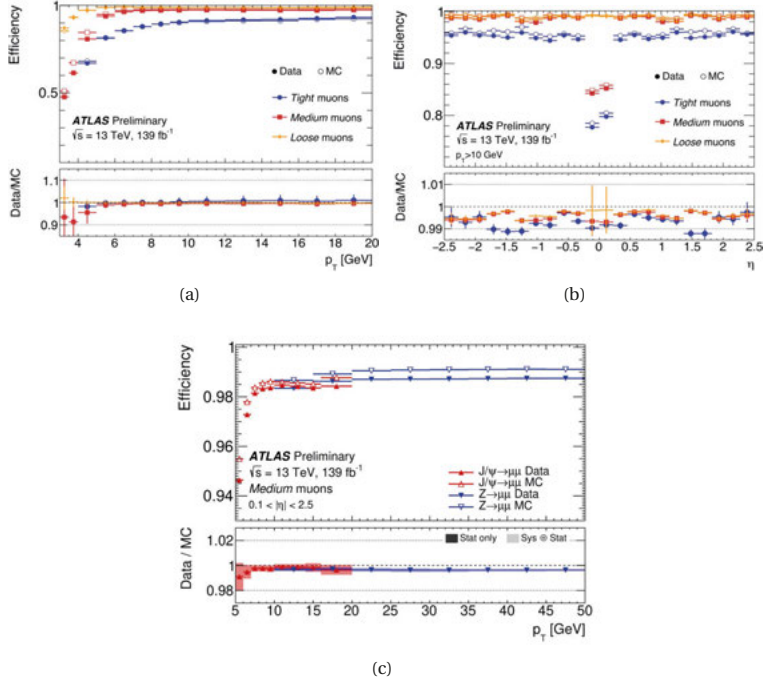 Efficiency
1
0.5
Data MC
ATLAS Preliminary
√s = 13 TeV, 139 fb⁻¹
Tight muons
Medium muons
Loose muons
Data/MC
1.1
1
0.9
4 6 8 10 12 14 16 18 20
p_T [GeV]
(a)
Efficiency
1
0.9
0.8
Data MC
ATLAS Preliminary
√s = 13 TeV, 139 fb⁻¹
p_T>10 GeV
Tight muons
Medium muons
Loose muons
Data/MC
1.01
1
0.99
−2.5 −2 −1.5 −1 −0.5 0 0.5 1 1.5 2 2.5
η
(b)
Efficiency
1
0.98
0.96
0.94
ATLAS Preliminary
√s = 13 TeV, 139 fb⁻¹
Medium muons
0.1 < |η| < 2.5
J/ψ→μμ Data
J/ψ→μμ MC
Z→μμ Data
Z→μμ MC
Data / MC
1.02
1
0.98
Stat only Sys ⊕ Stat
5 10 15 20 25 30 35 40 45 50
p_T [GeV]
(c)